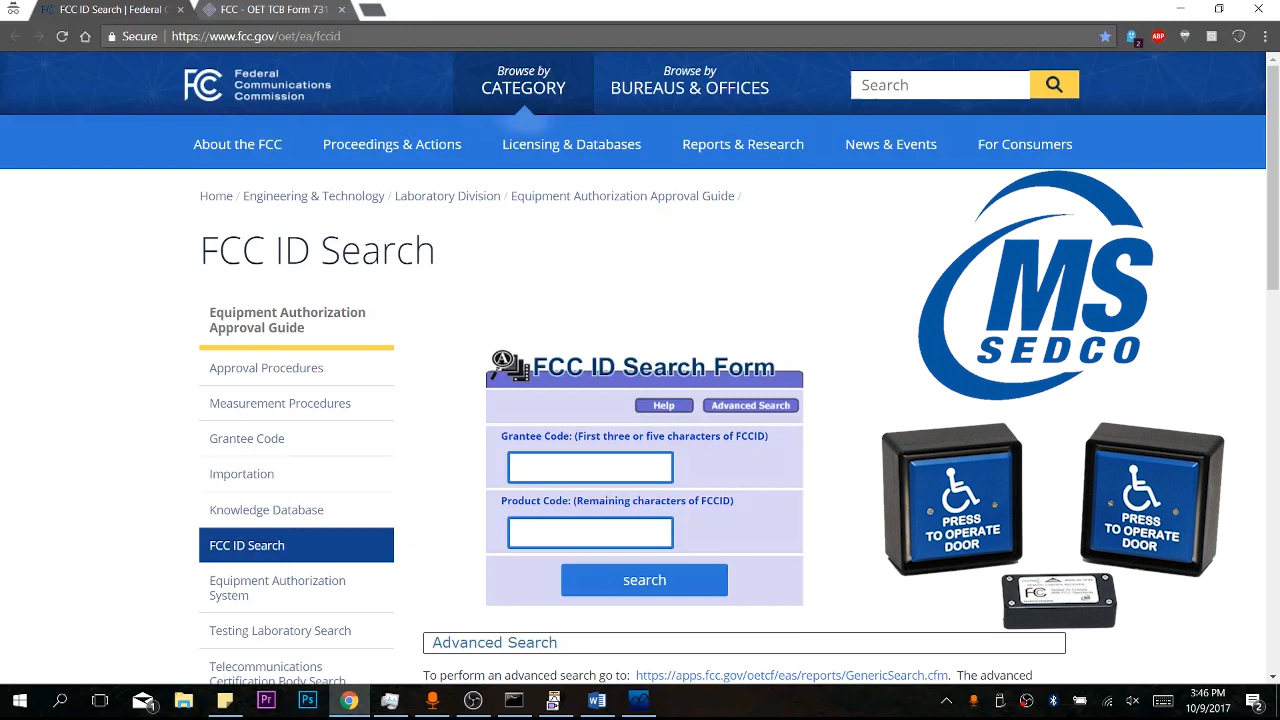 FCC ID Search | Federal C
FCC - OET TCB Form 731
Secure
https://www.fcc.gov/oet/ea/fccid
2
ABP
FCC
Federal
Communications
Commission
Browse by
CATEGORY
Browse by
BUREAUS & OFFICES
Search
About the FCC
Proceedings & Actions
Licensing & Databases
Reports & Research
News & Events
For Consumers
Home / Engineering & Technology / Laboratory Division / Equipment Authorization Approval Guide /
FCC ID Search
Equipment Authorization
Approval Guide
Approval Procedures
Measurement Procedures
Grantee Code
Importation
Knowledge Database
FCC ID Search
Equipment Authorization
System
Testing Laboratory Search
Telecommunications
Certification Body Search
FCC ID Search Form
Help
Advanced Search
Grantee Code: (First three or five characters of FCCID)
Product Code: (Remaining characters of FCCID)
search
Advanced Search
To perform an advanced search go to: https://apps.fcc.gov/oetcf/eas/reports/GenericSearch.cfm. The advanced
MS
SEDCO
PRESS
TO OPERATE
DOOR
PRESS
TO OPERATE
DOOR
FC
Pr
Ps
3:46 PM
10/9/2017
2